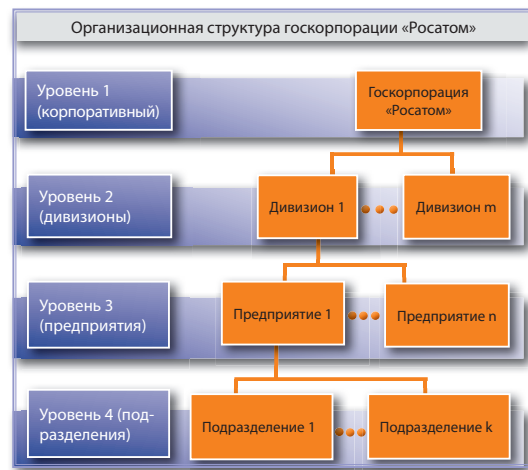 Организационная структура госкорпорации «Росатом»
Уровень 1
(корпоративный)
Госкорпорация
«Росатом»
Уровень 2
(дивизионы)
Дивизион 1
Дивизион m
Уровень 3
(предприятия)
Предприятие 1
Предприятие n
Уровень 4 (под-
разделения)
Подразделение 1
Подразделение k